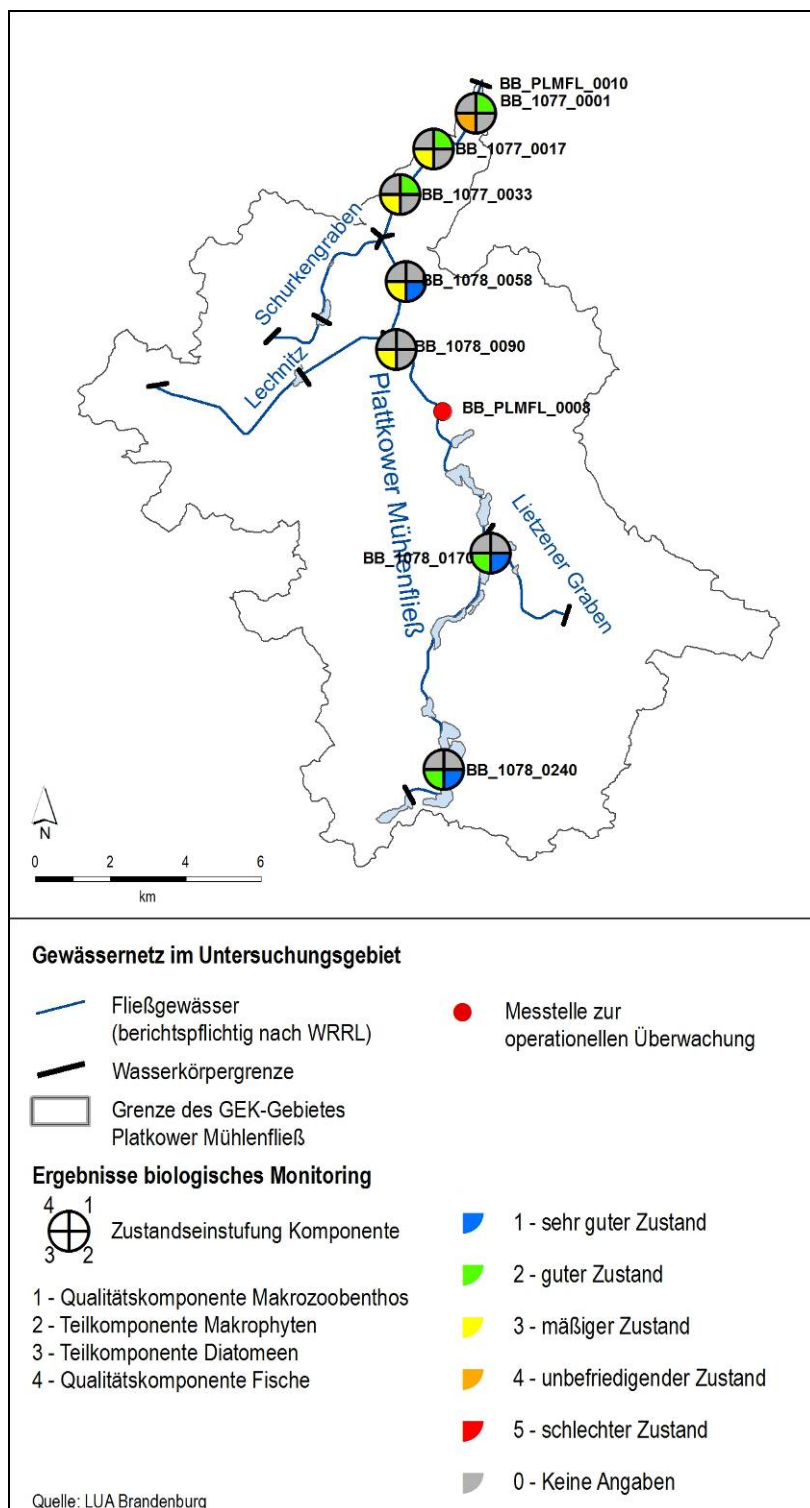 BB_PLMFL_0010
BB_1077_0001
BB_1077_0017
BB_1077_0033
Schurkengraben
BB_1078_0058
BB_1078_0090
Lechnitz
BB_PLMFL_0008
Plattkower Mühlenfließ
Lietzener Graben
BB_1078_0170
BB_1078_0240
N
0 2 4 6
km
Gewässernetz im Untersuchungsgebiet
Fließgewässer
(berichtspflichtig nach WRRL)
Wasserkörpergrenze
Grenze des GEK-Gebietes
Platkower Mühlenfließ
Messtelle zur
operationellen Überwachung
Ergebnisse biologisches Monitoring
4 1
3 2
Zustandseinstufung Komponente
1 - Qualitätskomponente Makrozoobenthos
2 - Teilkomponente Makrophyten
3 - Teilkomponente Diatomeen
4 - Qualitätskomponente Fische
1 - sehr guter Zustand
2 - guter Zustand
3 - mäßiger Zustand
4 - unbefriedigender Zustand
5 - schlechter Zustand
0 - Keine Angaben
Quelle: LUA Brandenburg